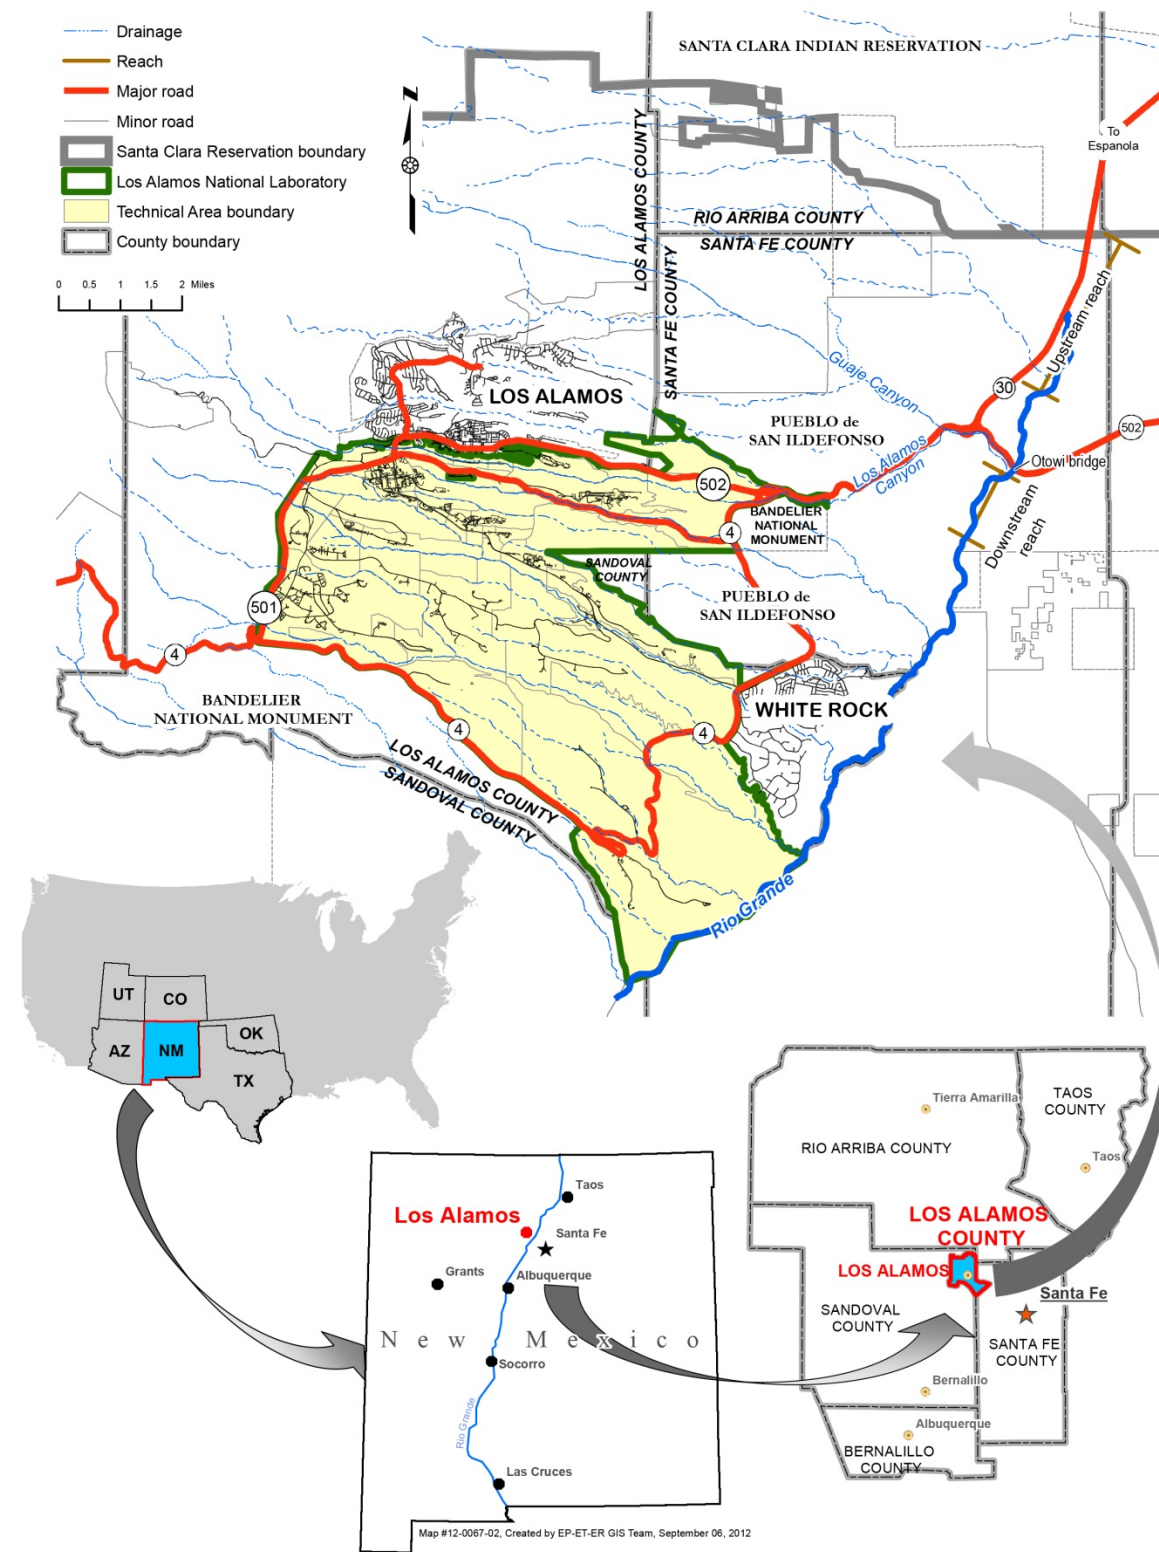 Drainage
Reach
Major road
Minor road
Santa Clara Reservation boundary
Los Alamos National Laboratory
Technical Area boundary
County boundary
0 0.5 1 1.5 2 Miles
N
SANTA CLARA INDIAN RESERVATION
To
Espanola
LOS ALAMOS COUNTY
SANTA FE COUNTY
RIO ARRIBA COUNTY
SANTA FE COUNTY
Upstream reach
Guaje Canyon
30
LOS ALAMOS
PUEBLO de
SAN ILDEFONSO
502
Los Alamos
Canyon
Otowi bridge
502
BANDELIER
NATIONAL
MONUMENT
4
Downstream
reach
SANDOVAL
COUNTY
PUEBLO de
SAN ILDEFONSO
501
4
BANDELIER
NATIONAL MONUMENT
WHITE ROCK
4
4
LOS ALAMOS COUNTY
SANDOVAL COUNTY
Rio Grande
UT
CO
AZ
NM
OK
TX
Taos
Los Alamos
Santa Fe
Grants
Albuquerque
New Mexico
Socorro
Rio Grande
Las Cruces
Tierra Amarilla
TAOS
COUNTY
RIO ARRIBA COUNTY
Taos
LOS ALAMOS
COUNTY
LOS ALAMOS
Santa Fe
SANDOVAL
COUNTY
SANTA FE
COUNTY
Bernalillo
Albuquerque
BERNALILLO
COUNTY
Map #12-0067-02, Created by EP-ET-ER GIS Team, September 06, 2012